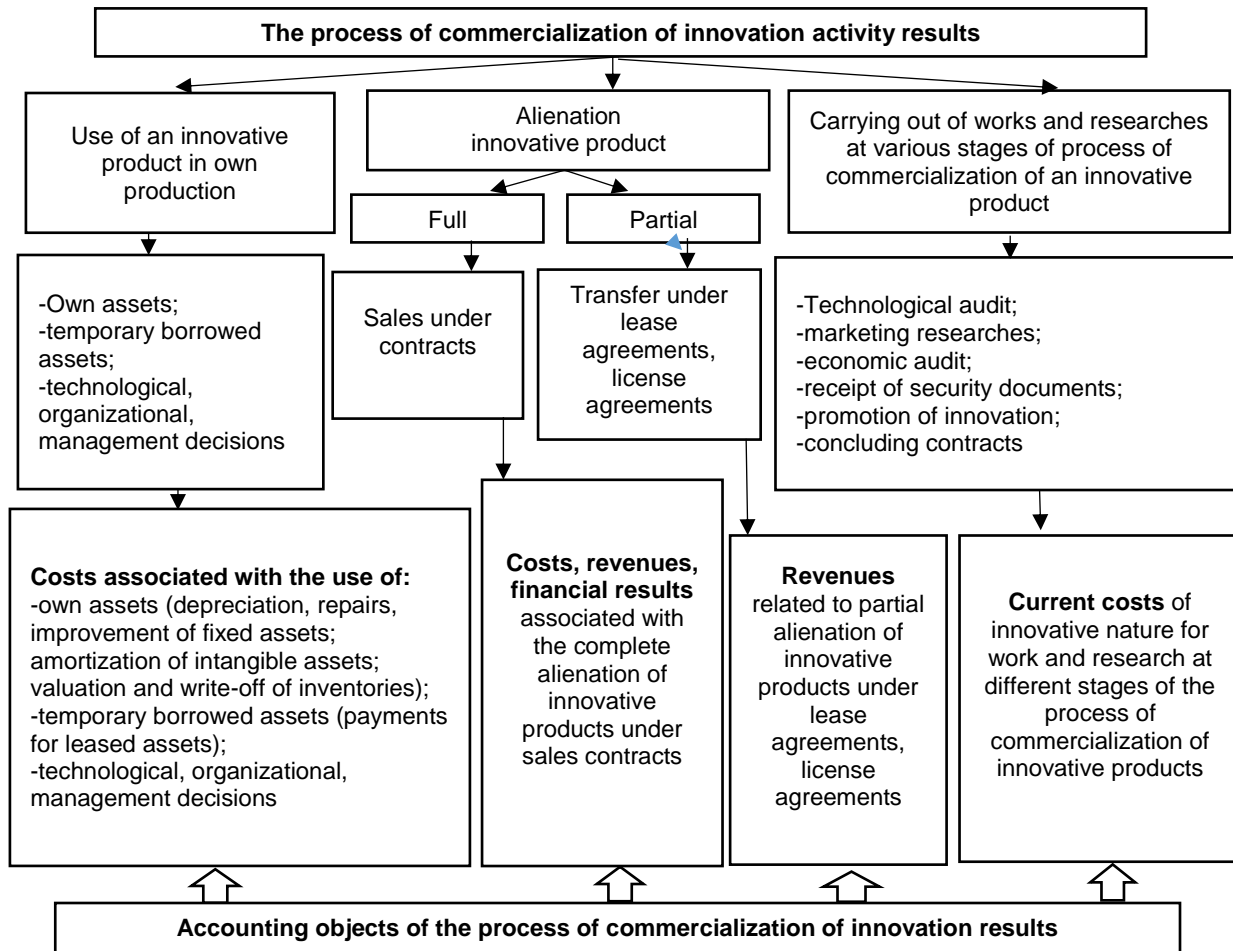 The process of commercialization of innovation activity results
Use of an innovative
product in own
production
Alienation
innovative product
Carrying out of works and researches
at various stages of process of
commercialization of an innovative
product
Full
Partial
-Own assets;
-temporary borrowed
assets;
-technological,
organizational,
management decisions
Sales under
contracts
Transfer under
lease
agreements,
license
agreements
-Technological audit;
-marketing researches;
-economic audit;
-receipt of security documents;
-promotion of innovation;
-concluding contracts
Costs associated with the use of:
-own assets (depreciation, repairs,
improvement of fixed assets;
amortization of intangible assets;
valuation and write-off of inventories);
-temporary borrowed assets (payments
for leased assets);
-technological, organizational,
management decisions
Costs, revenues,
financial results
associated with
the complete
alienation of
innovative
products under
sales contracts
Revenues
related to partial
alienation of
innovative
products under
lease
agreements,
license
agreements
Current costs of
innovative nature for
work and research at
different stages of the
process of
commercialization of
innovative products
Accounting objects of the process of commercialization of innovation results